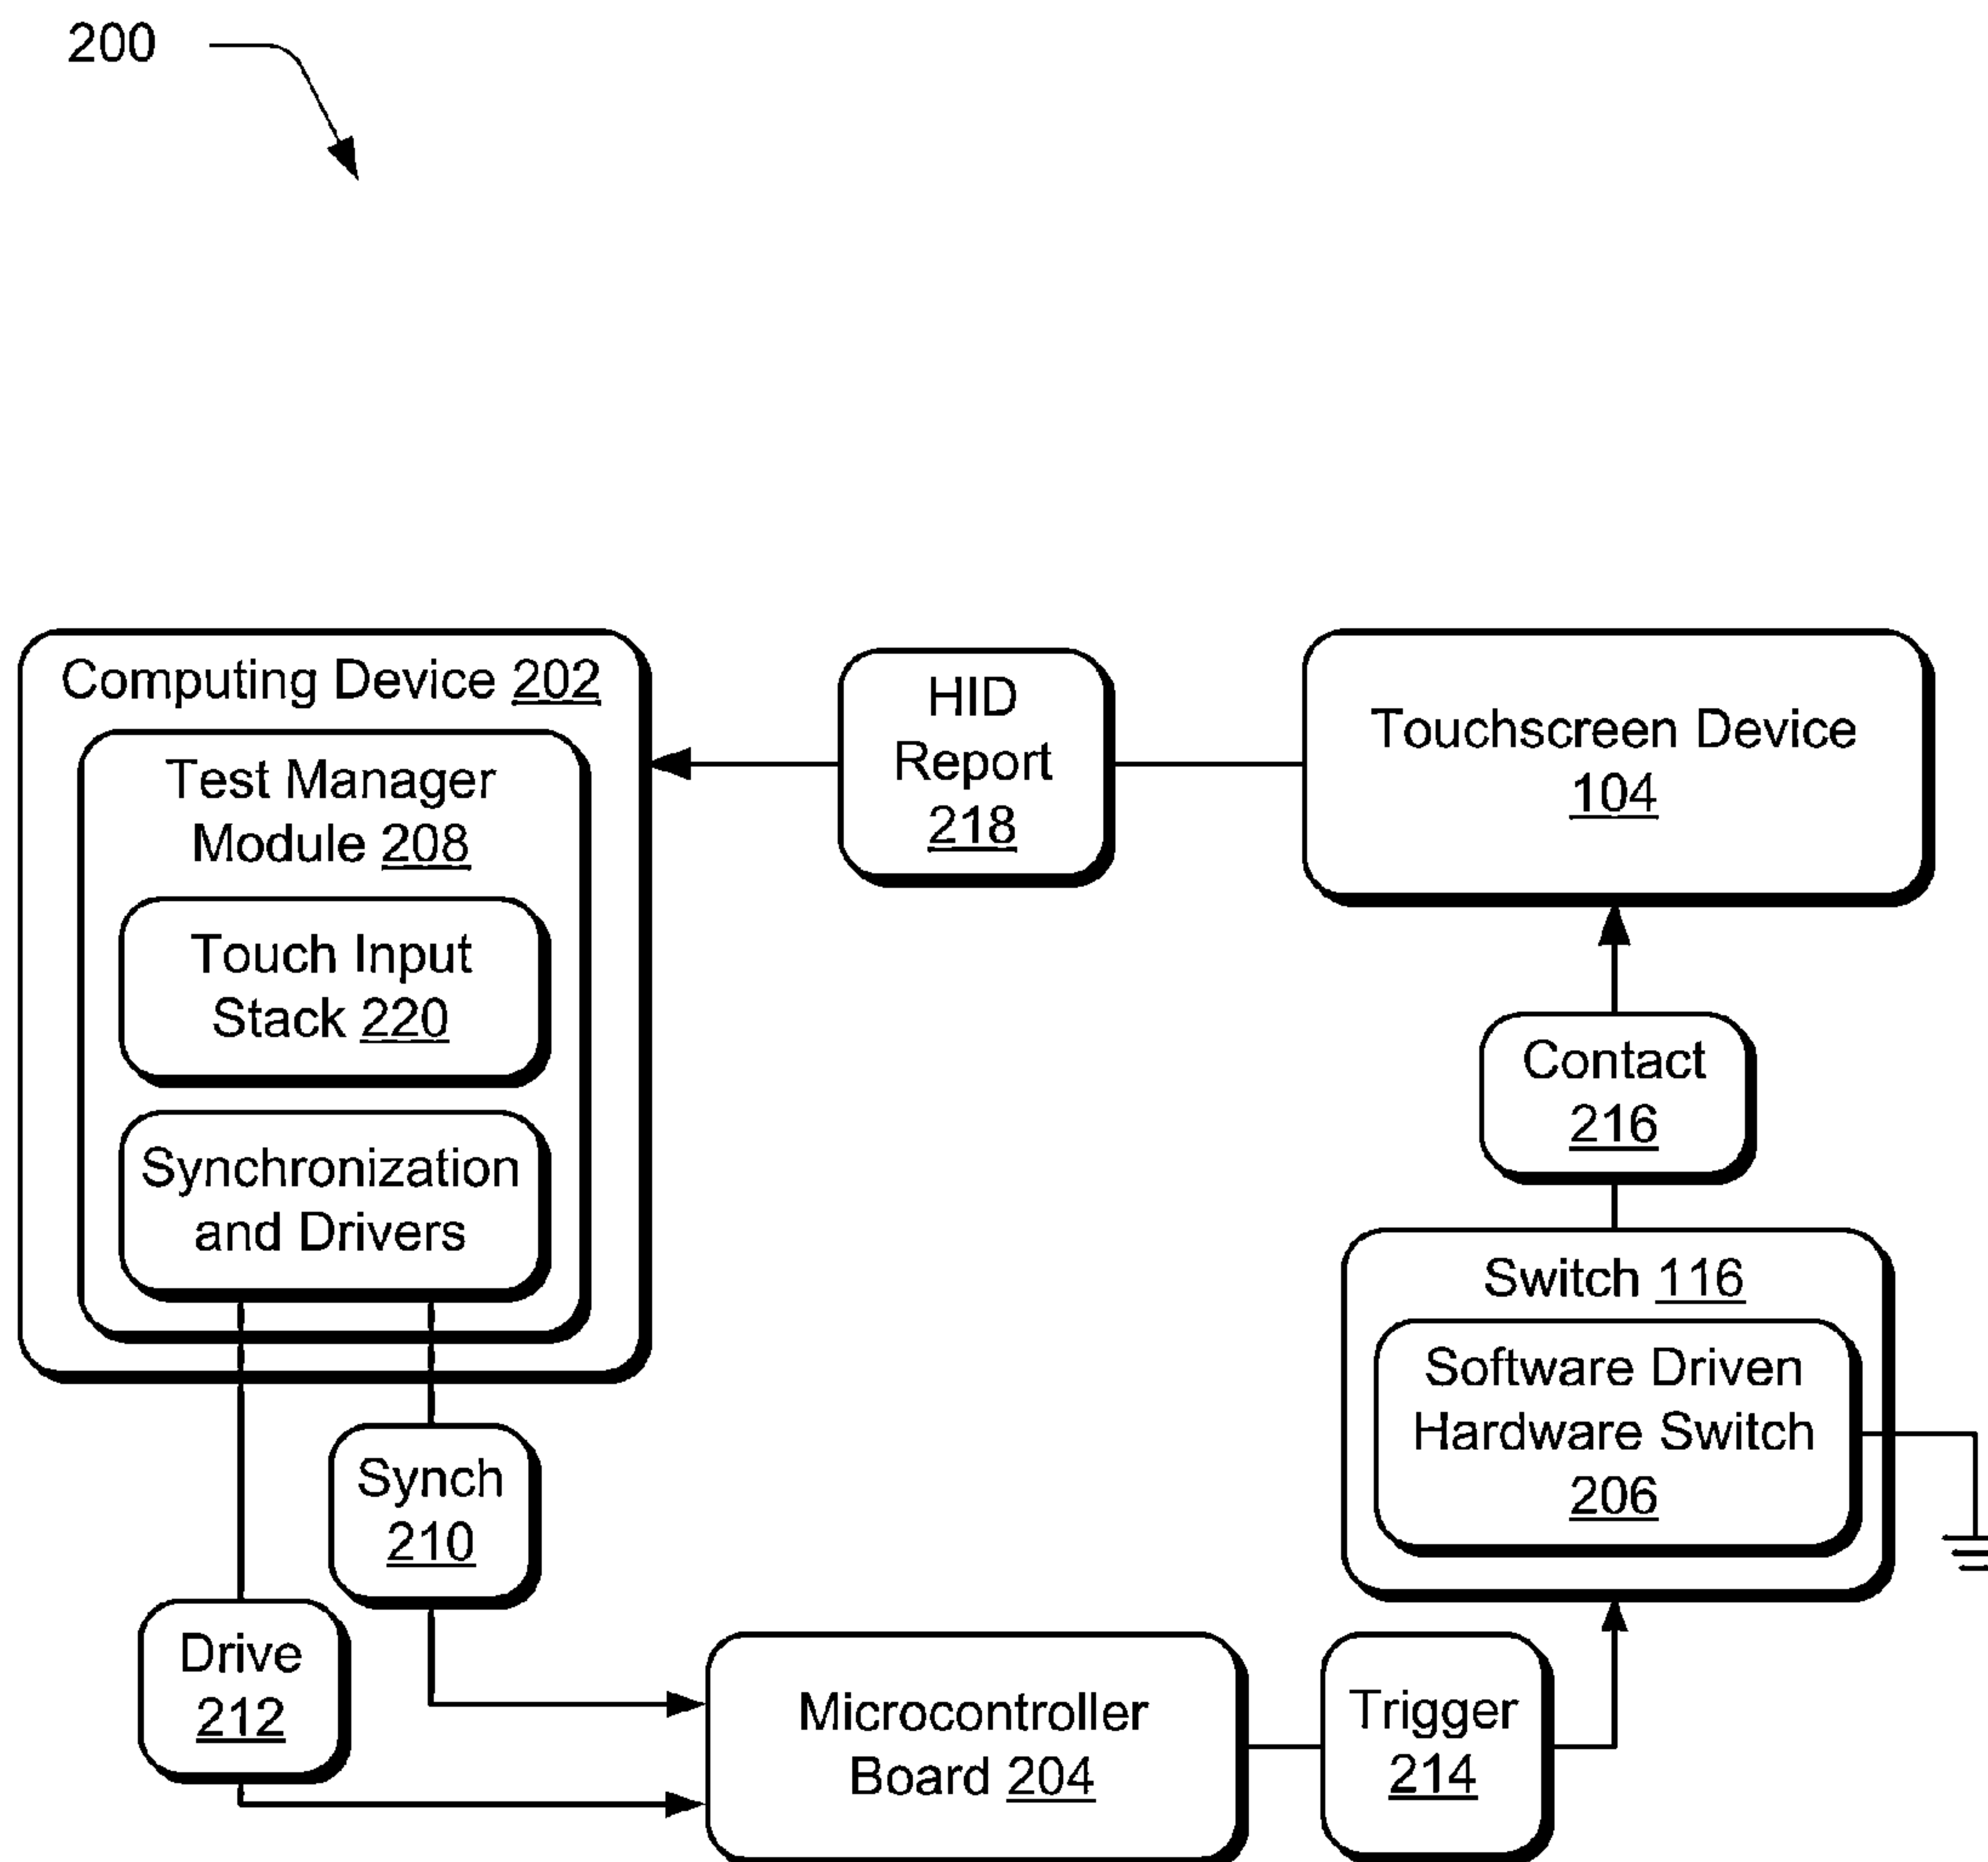 200
Computing Device 202
Test Manager
Module 208
Touch Input
Stack 220
Synchronization
and Drivers
HID
Report
218
Touchscreen Device
104
Contact
216
Switch 116
Software Driven
Hardware Switch
206
Synch
210
Drive
212
Microcontroller
Board 204
Trigger
214